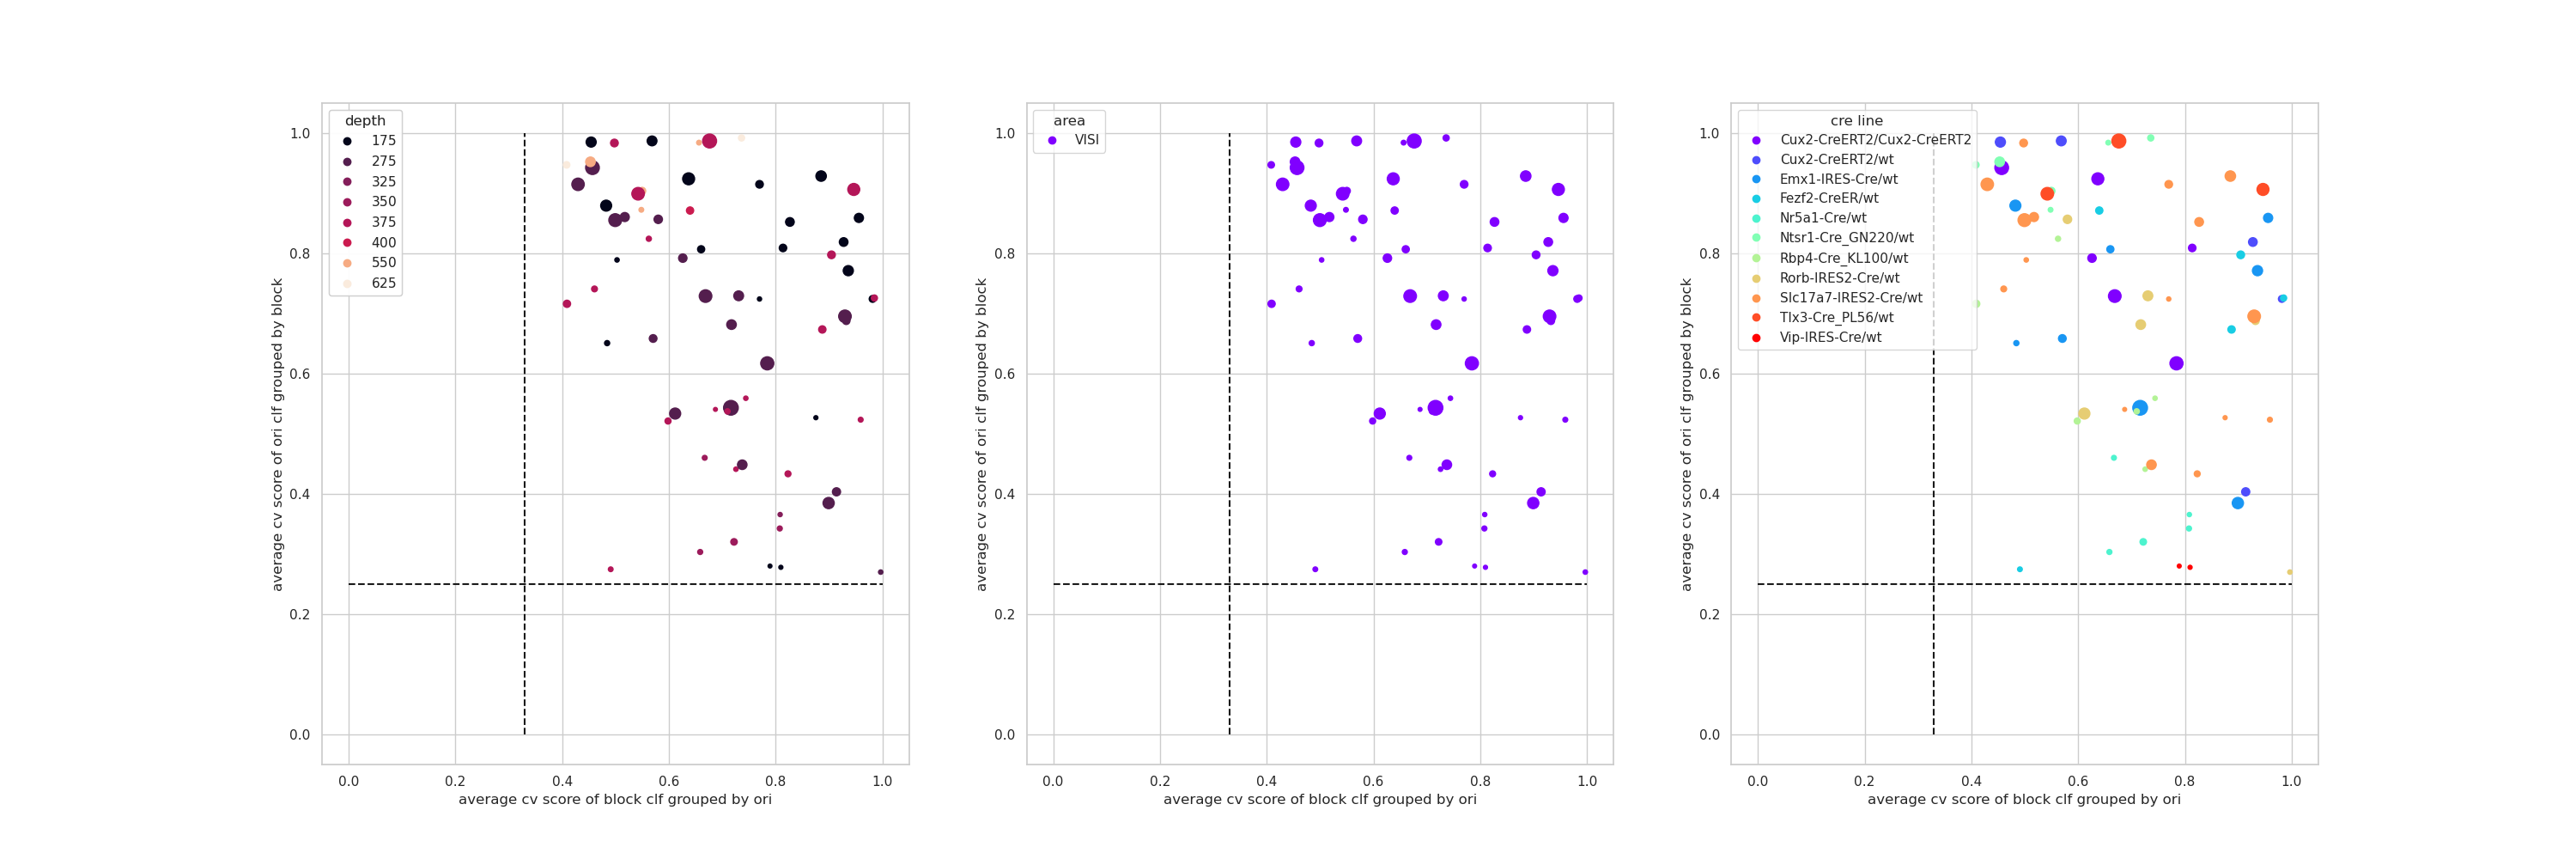 depth
175
275
325
350
375
400
550
625
1.0
0.8
0.6
0.4
0.2
0.0
average cv score of ori clf grouped by block
0.0 0.2 0.4 0.6 0.8 1.0
average cv score of block clf grouped by ori
area
VISl
1.0
0.8
0.6
0.4
0.2
0.0
average cv score of ori clf grouped by block
0.0 0.2 0.4 0.6 0.8 1.0
average cv score of block clf grouped by ori
cre line
Cux2-CreERT2/Cux2-CreERT2
Cux2-CreERT2/wt
Emx1-IRES-Cre/wt
Fezf2-CreER/wt
Nr5a1-Cre/wt
Ntsr1-Cre_GN220/wt
Rbp4-Cre_KL100/wt
Rorb-IRES2-Cre/wt
Slc17a7-IRES2-Cre/wt
Tlx3-Cre_PL56/wt
Vip-IRES-Cre/wt
1.0
0.8
0.6
0.4
0.2
0.0
average cv score of ori clf grouped by block
0.0 0.2 0.4 0.6 0.8 1.0
average cv score of block clf grouped by ori